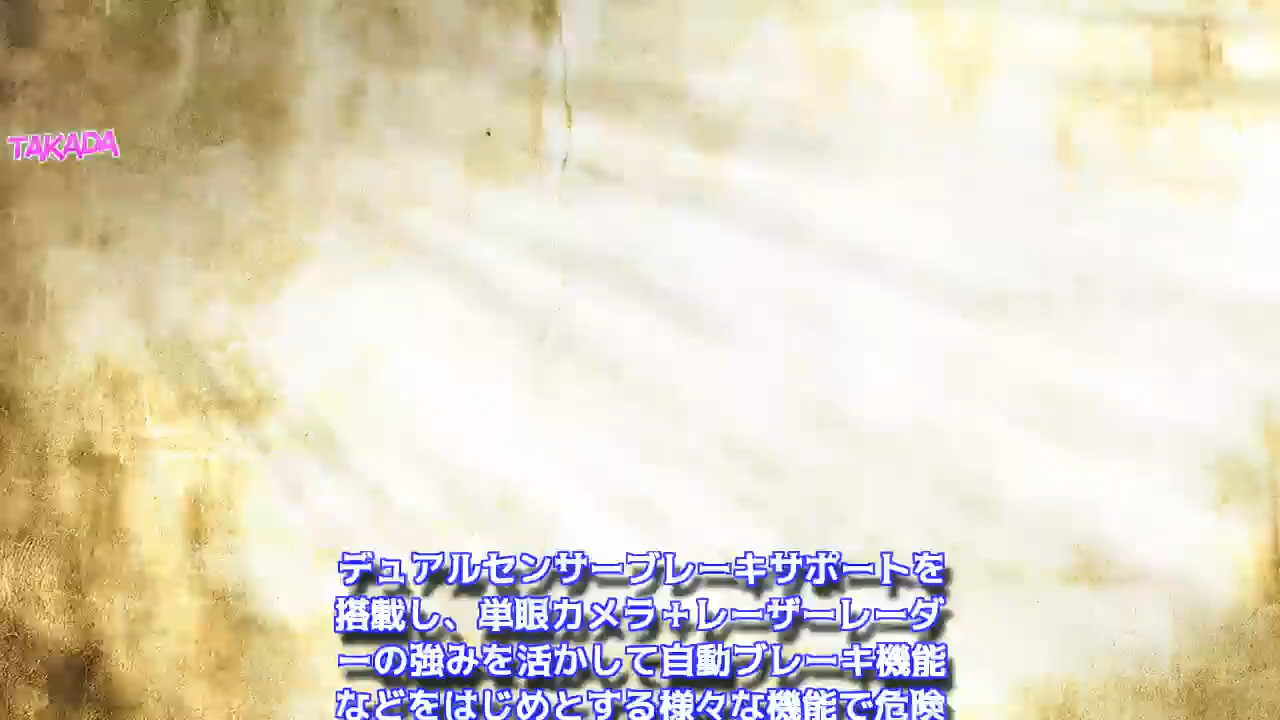 TAKADA
デュアルセンサーブレーキサポートを
搭載し、単眼カメラ+レーザーレーダ
ーの強みを活かして自動ブレーキ機能
などをはじめとする様々な機能で危険